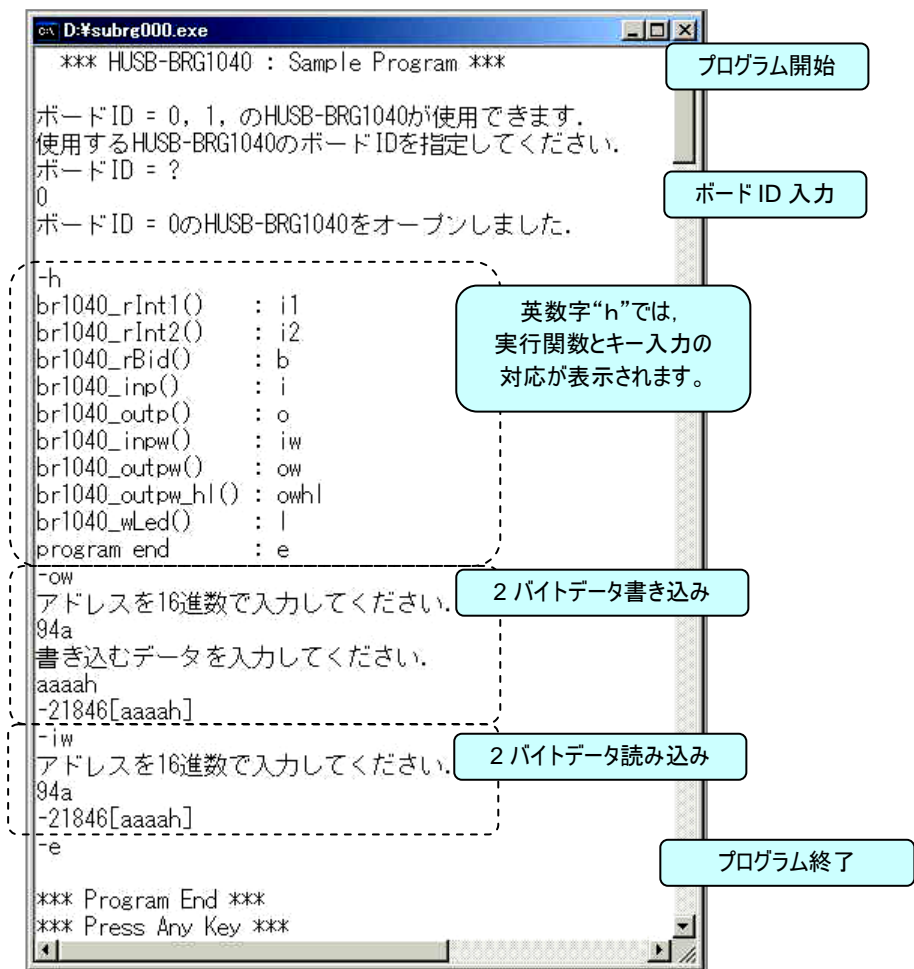 D:¥subrg000.exe
*** HUSB-BRG1040 : Sample Program ***
プログラム開始
ボードID = 0, 1, のHUSB-BRG1040が使用できます.
使用するHUSB-BRG1040のボードIDを指定してください.
ボードID = ?
0
ボード ID 入力
ボードID = 0のHUSB-BRG1040をオープンしました.
-h
br1040_rInt1() : i1
br1040_rInt2() : i2
br1040_rBid() : b
br1040_inp() : i
br1040_outp() : o
br1040_inpw() : iw
br1040_outpw() : ow
br1040_outpw_hl() : owhl
br1040_wLed() : l
program end : e
英数字“h”では,
実行関数とキー入力の
対応が表示されます。
-ow
2 バイトデータ書き込み
アドレスを16進数で入力してください.
94a
書き込むデータを入力してください.
aaaah
-21846[aaaah]
-iw
2 バイトデータ読み込み
アドレスを16進数で入力してください.
94a
-21846[aaaah]
-e
プログラム終了
*** Program End ***
*** Press Any Key ***